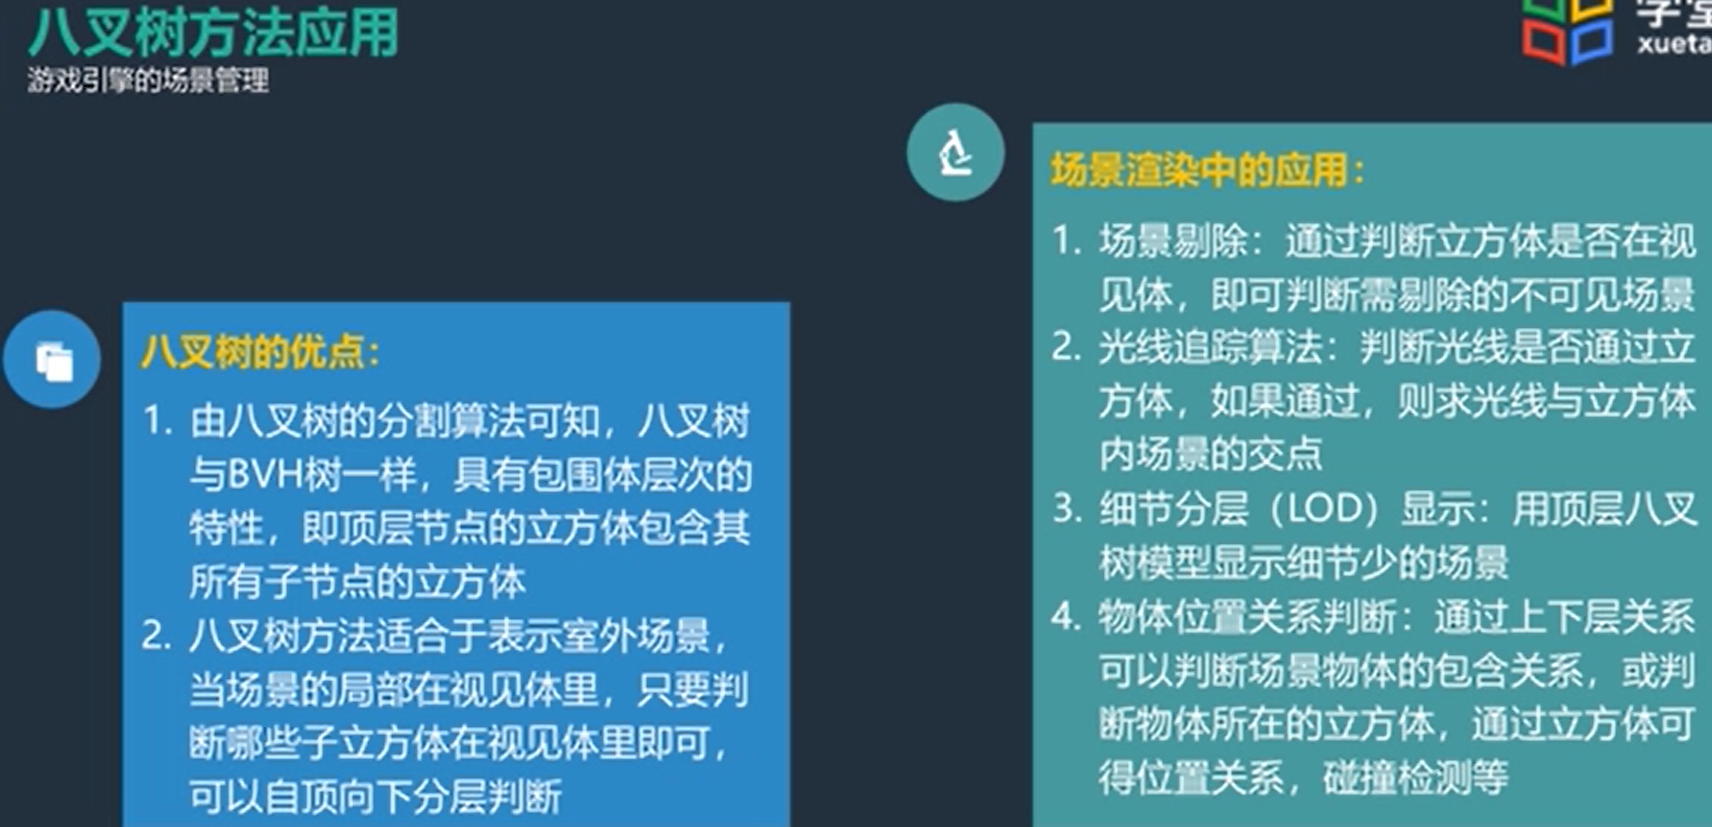 八叉树方法应用
游戏引擎的场景管理
学堂
xueta
八叉树的优点：
1. 由八叉树的分割算法可知，八叉树
与BVH树一样，具有包围体层次的
特性，即顶层节点的立方体包含其
所有子节点的立方体
2. 八叉树方法适合于表示室外场景，
当场景的局部在视见体里，只要判
断哪些子立方体在视见体里即可，
可以自顶向下分层判断
场景渲染中的应用：
1. 场景剔除：通过判断立方体是否在视
见体，即可判断需剔除的不可见场景
2. 光线追踪算法：判断光线是否通过立
方体，如果通过，则求光线与立方体
内场景的交点
3. 细节分层（LOD）显示：用顶层八叉
树模型显示细节少的场景
4. 物体位置关系判断：通过上下层关系
可以判断场景物体的包含关系，或判
断物体所在的立方体，通过立方体可
得位置关系，碰撞检测等